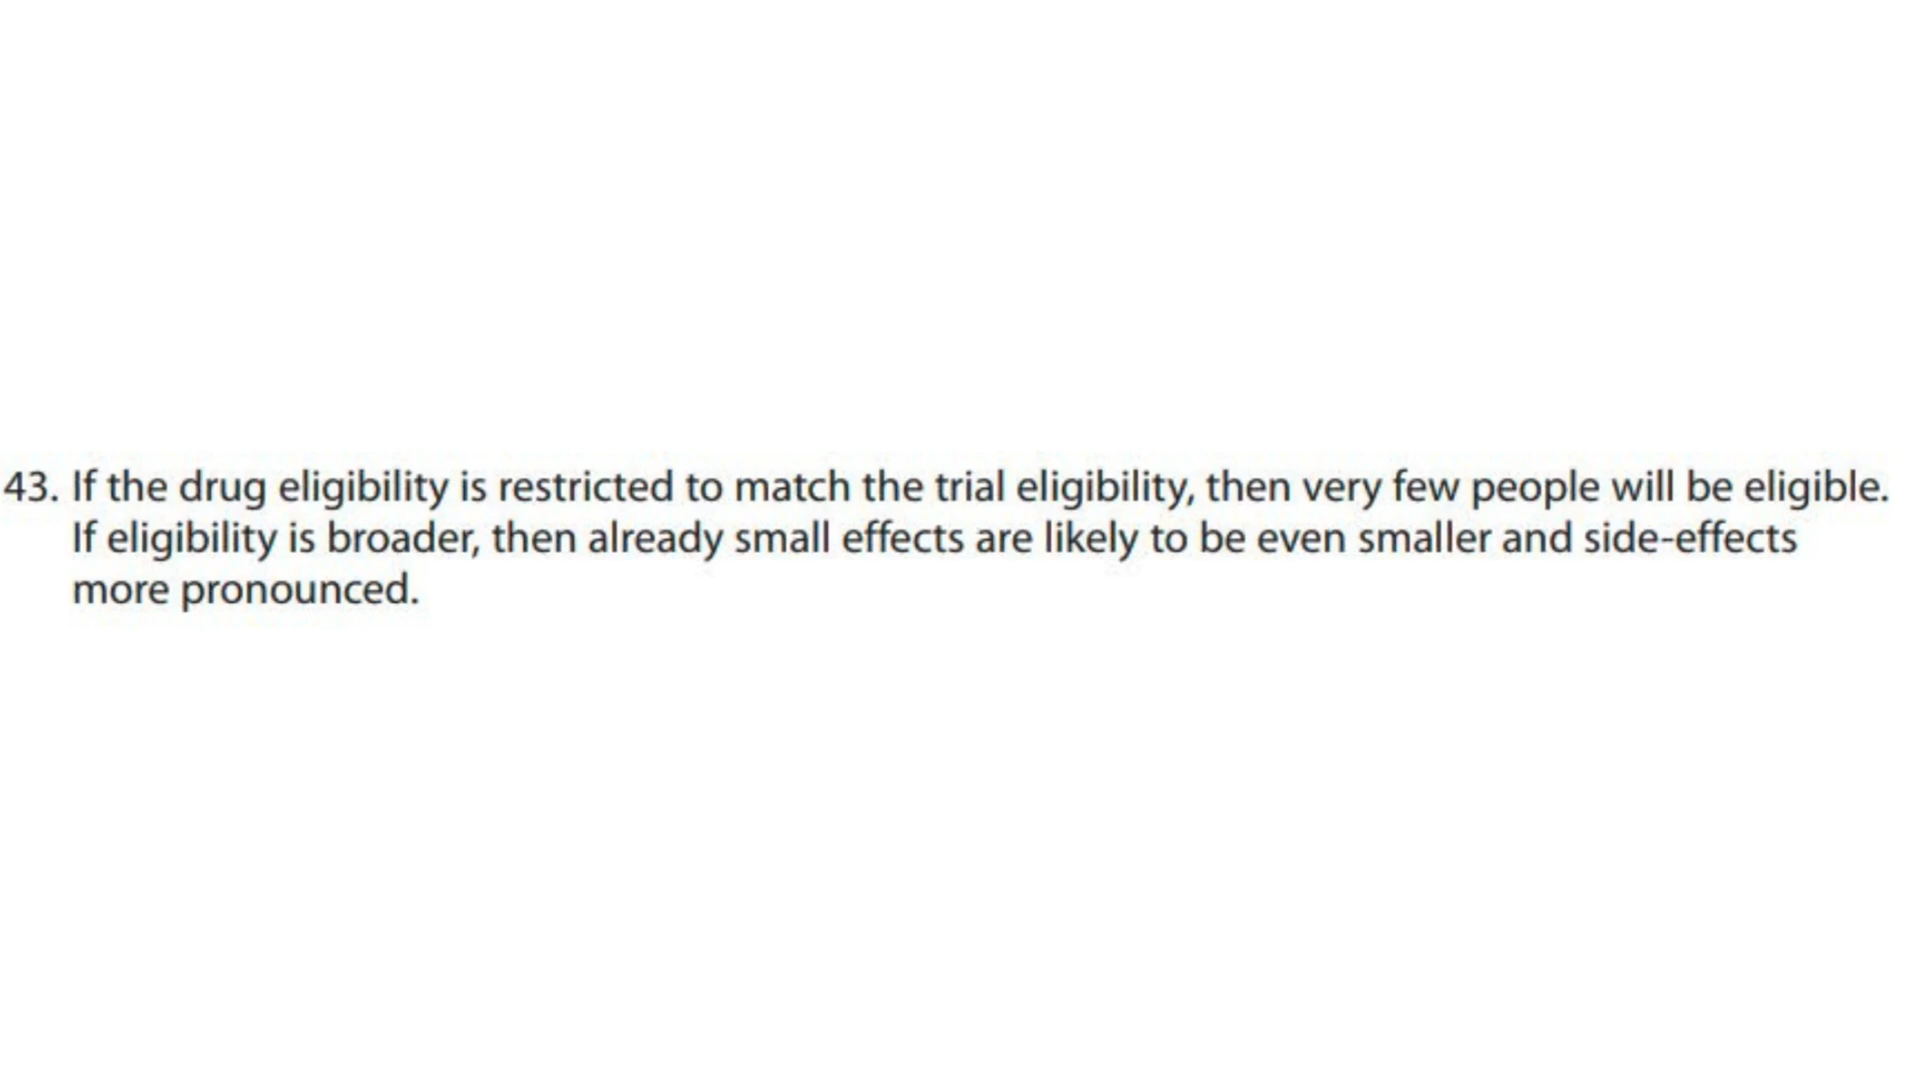 43. If the drug eligibility is restricted to match the trial eligibility, then very few people will be eligible.
If eligibility is broader, then already small effects are likely to be even smaller and side-effects
more pronounced.